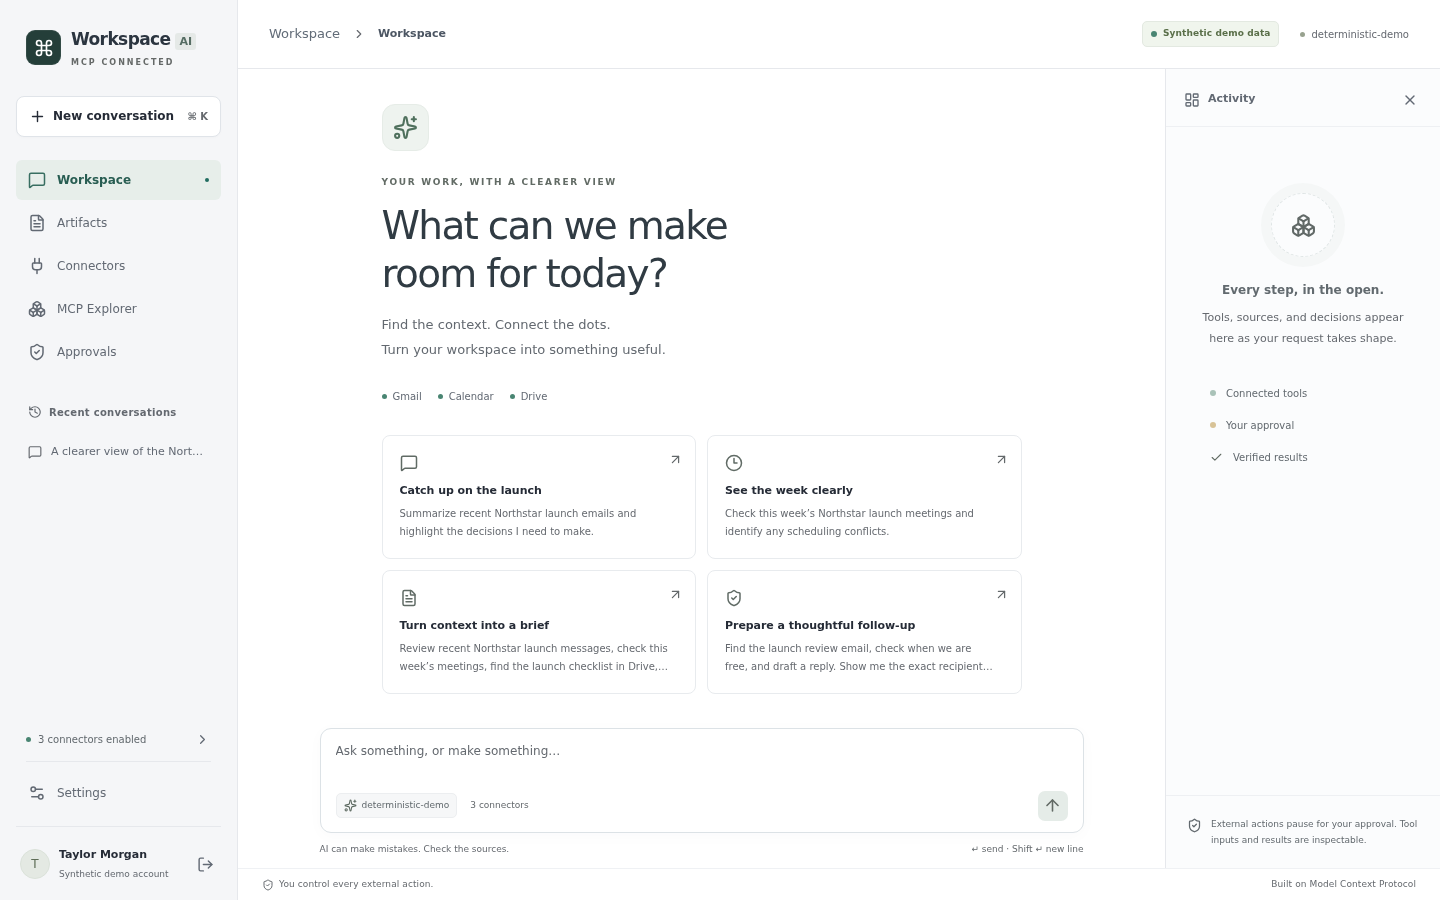 Workspace AI
MCP CONNECTED
New conversation ⌘ K
Workspace
Artifacts
Connectors
MCP Explorer
Approvals
Recent conversations
A clearer view of the Nort…
3 connectors enabled
Settings
T
Taylor Morgan
Synthetic demo account
Workspace > Workspace
Synthetic demo data
deterministic-demo
YOUR WORK, WITH A CLEARER VIEW
What can we make
room for today?
Find the context. Connect the dots.
Turn your workspace into something useful.
Gmail Calendar Drive
Catch up on the launch
Summarize recent Northstar launch emails and
highlight the decisions I need to make.
See the week clearly
Check this week’s Northstar launch meetings and
identify any scheduling conflicts.
Turn context into a brief
Review recent Northstar launch messages, check this
week’s meetings, find the launch checklist in Drive,…
Prepare a thoughtful follow-up
Find the launch review email, check when we are
free, and draft a reply. Show me the exact recipient…
Ask something, or make something…
deterministic-demo 3 connectors
AI can make mistakes. Check the sources.
↵ send · Shift ↵ new line
Activity
Every step, in the open.
Tools, sources, and decisions appear
here as your request takes shape.
Connected tools
Your approval
Verified results
External actions pause for your approval. Tool
inputs and results are inspectable.
You control every external action.
Built on Model Context Protocol